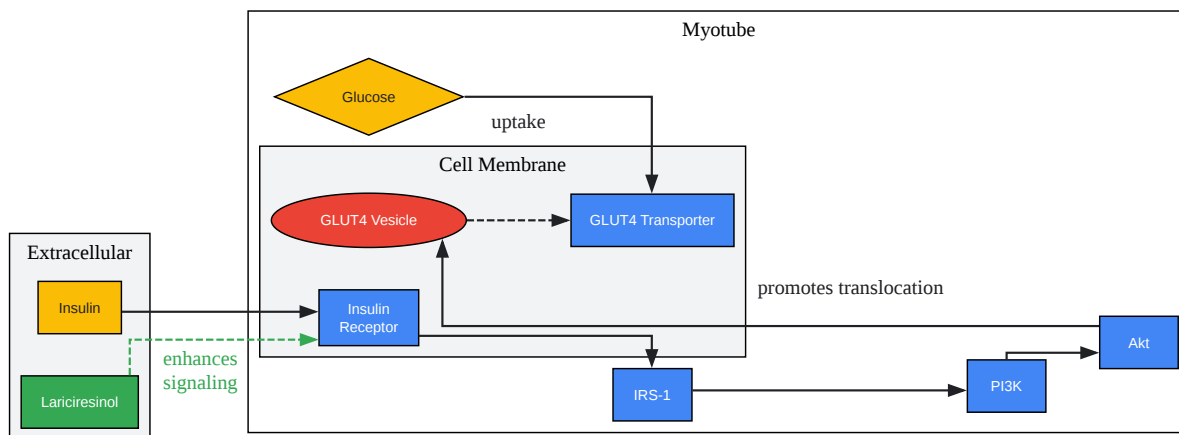 Myotube
Glucose
uptake
Cell Membrane
GLUT4 Vesicle
GLUT4 Transporter
Extracellular
Insulin
Insulin
Receptor
promotes translocation
Akt
enhances
signaling
Lariciresinol
IRS-1
PI3K